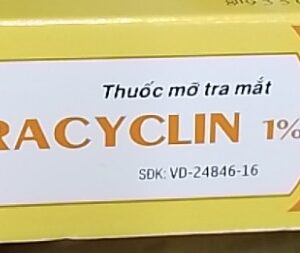 Thuốc mỡ tra mắt
RACYCLIN 1%
SĐK: VD-24846-16